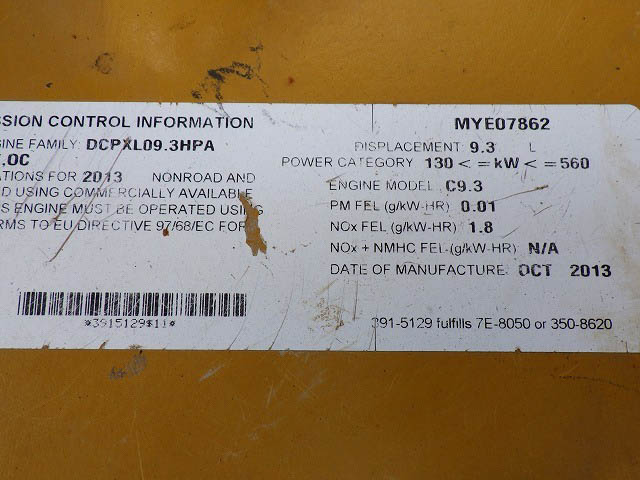 SSION CONTROL INFORMATION
GINE FAMILY: DCPXL09.3HPA
,OC
ATIONS FOR 2013 NONROAD AND
D USING COMMERCIALLY AVAILABLE
S ENGINE MUST BE OPERATED USING
RMS TO EU DIRECTIVE 97/68/EC FOR
*3915129$11*
MYE07862
DISPLACEMENT 9.3 L
POWER CATEGORY 130 < =kW < =560
ENGINE MODEL C9.3
PM FEL (g/kW-HR) 0.01
NOx FEL (g/kW-HR) 1.8
NOx + NMHC FEL (g/kW-HR) N/A
DATE OF MANUFACTURE: OCT 2013
391-5129 fulfills 7E-8050 or 350-8620